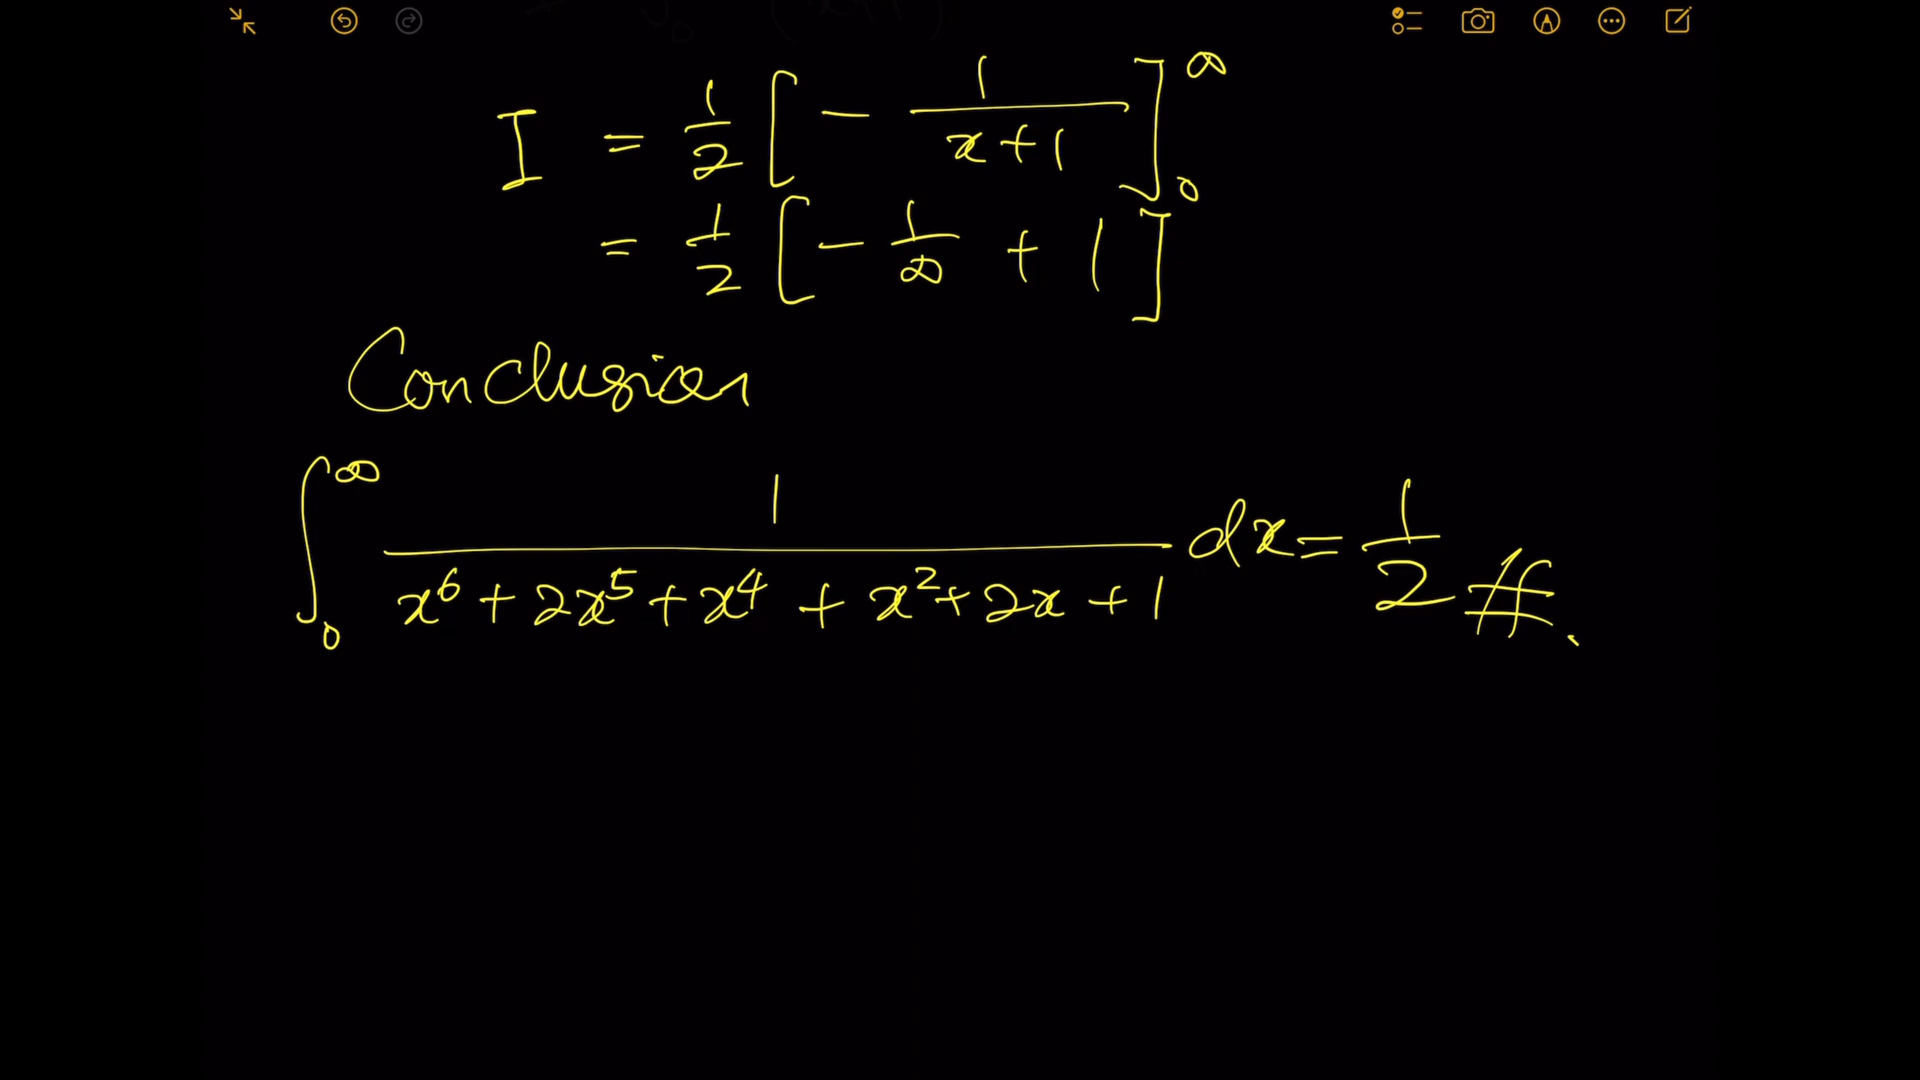 I = 1/2 [ - 1/(x+1) ]₀^∞
= 1/2 [ - 1/∞ + 1 ]
Conclusion
∫₀^∞ 1/(x⁶ + 2x⁵ + x⁴ + x² + 2x + 1) dx = 1/2 #.